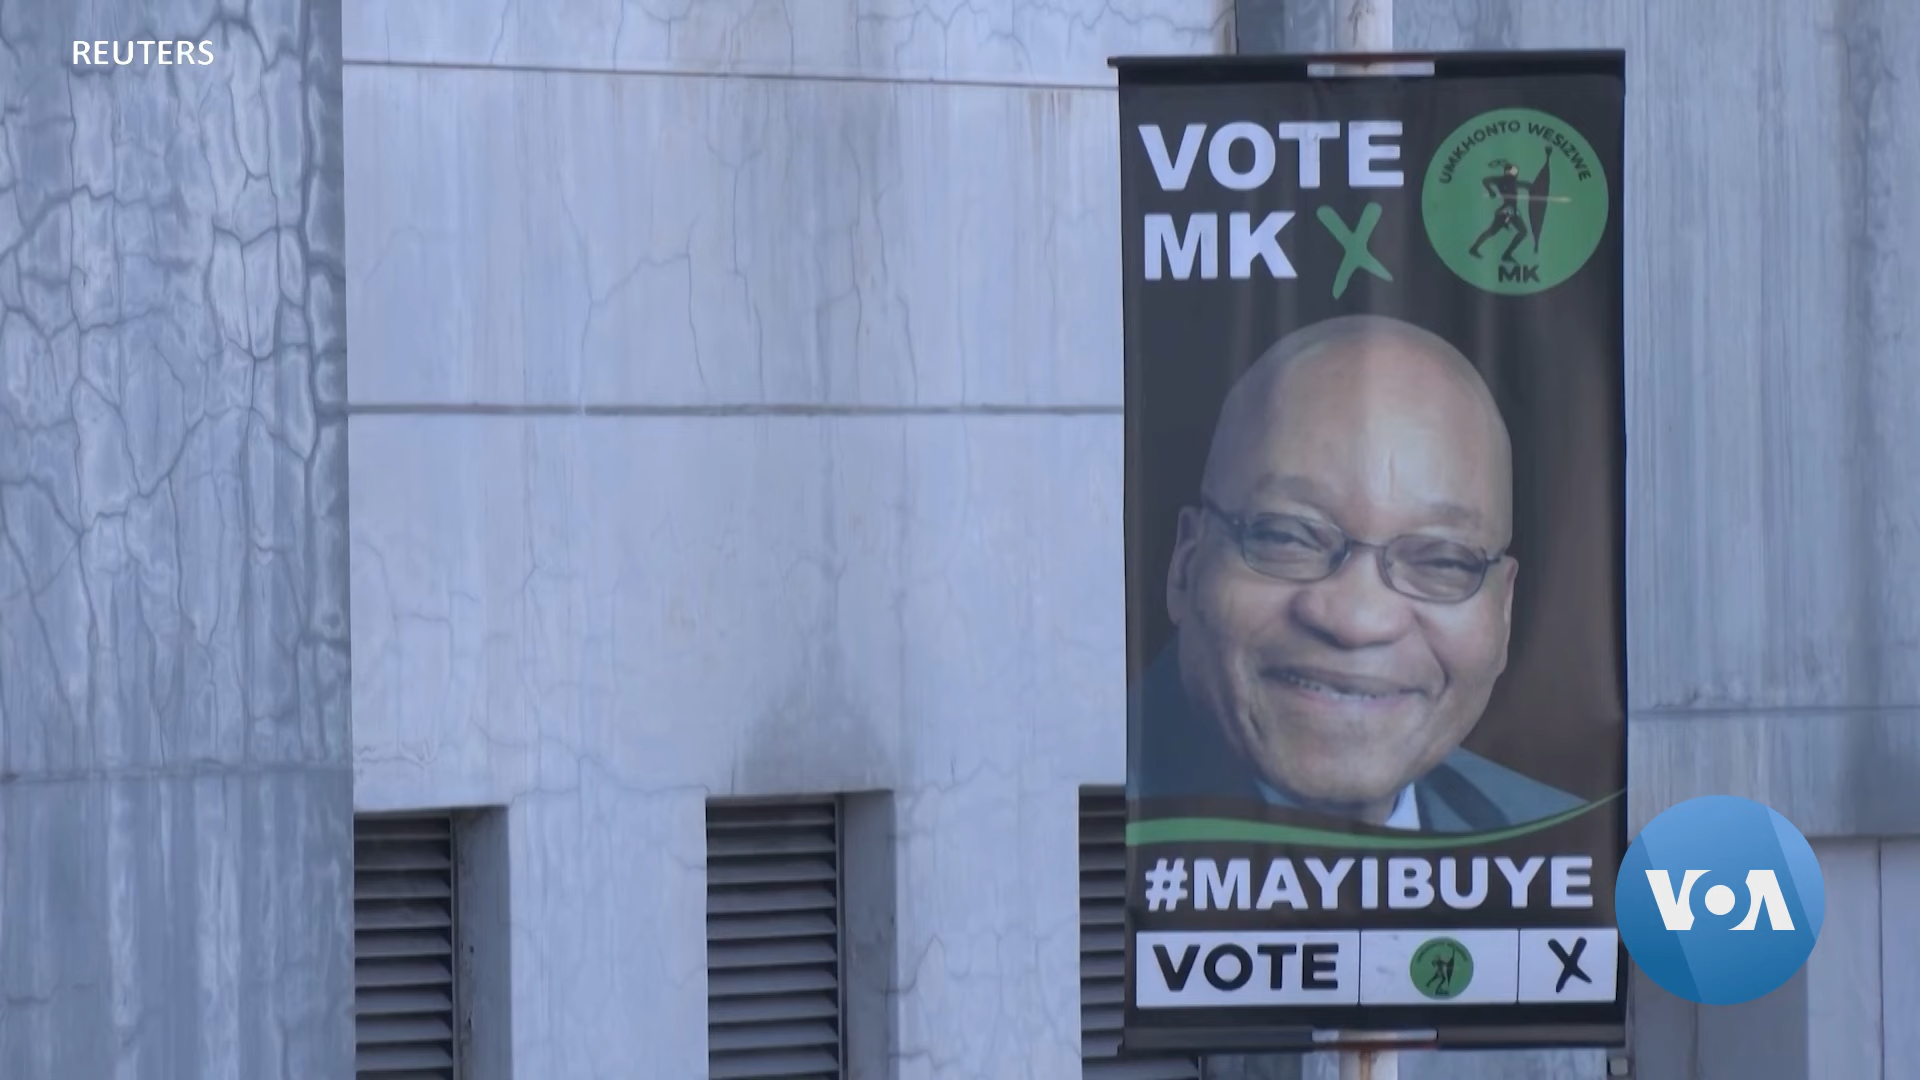 REUTERS
VOTE
MK X
UMKHONTO WESIZWE
MK
#MAYIBUYE
VOTE X
VOA